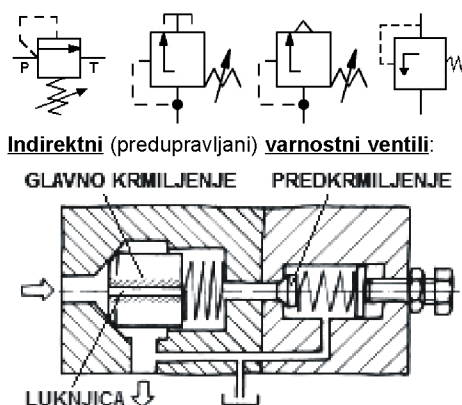 P T
Indirektni (predupravljani) varnostni ventili:
GLAVNO KRMILJENJE PREDKRMILJENJE
LUKNJICA